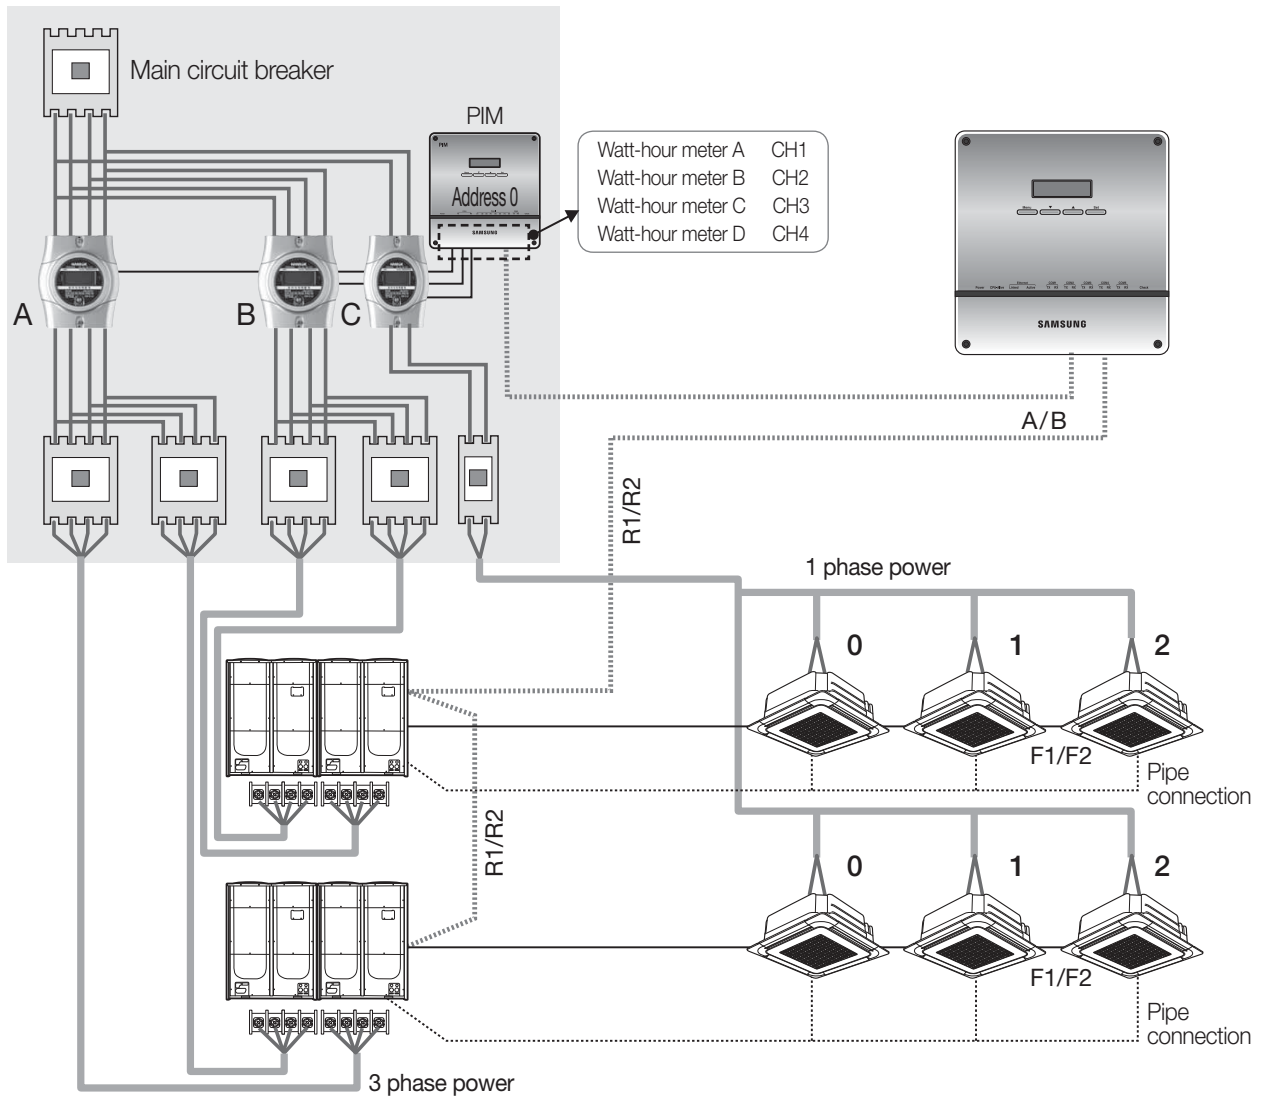 Main circuit breaker
PIM
PIM
Address 0
SAMSUNG
Watt-hour meter A CH1
Watt-hour meter B CH2
Watt-hour meter C CH3
Watt-hour meter D CH4
SAMSUNG
A
B
C
A/B
R1/R2
1 phase power
0
1
2
F1/F2
Pipe
connection
R1/R2
0
1
2
F1/F2
Pipe
connection
3 phase power